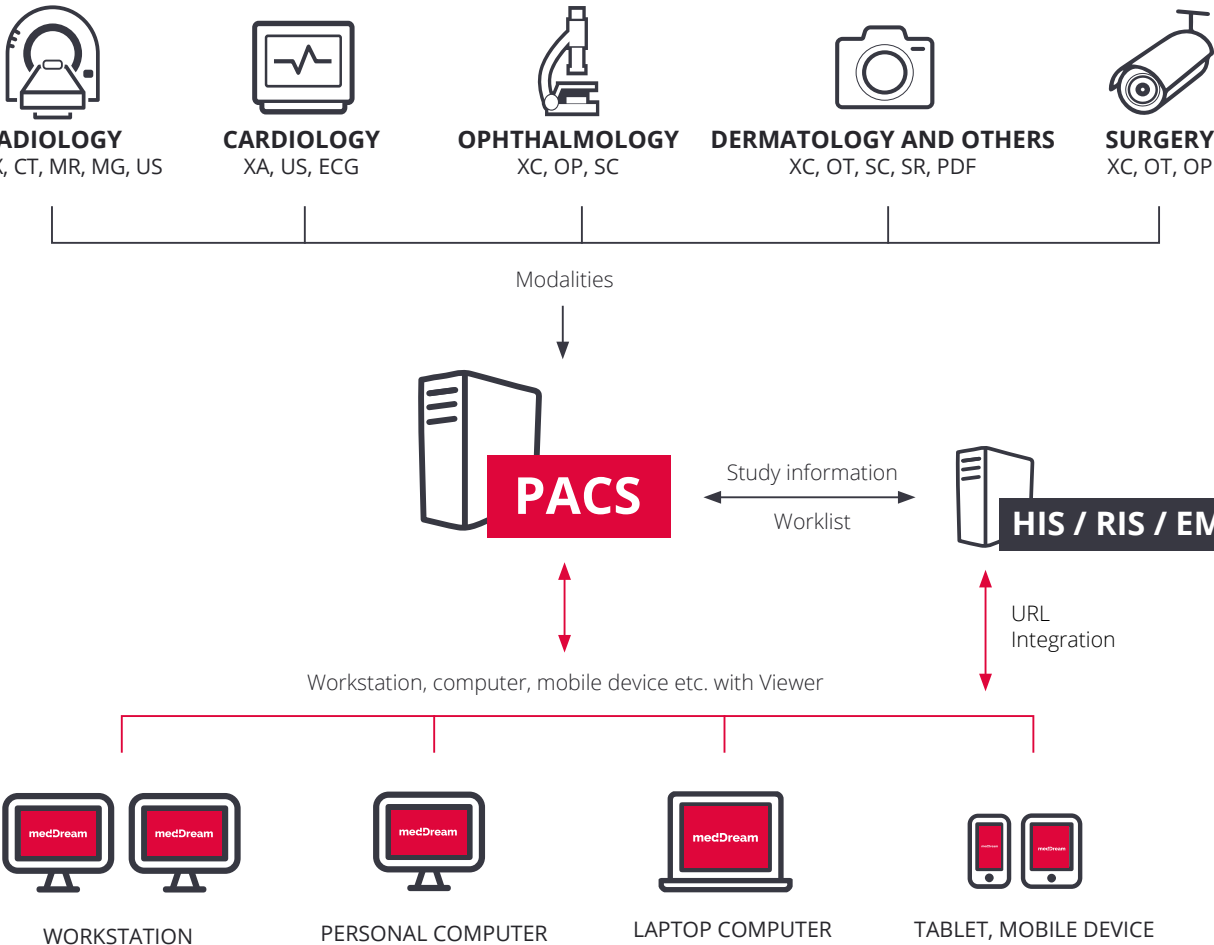 ADIOLOGY
CARDIOLOGY
OPHTHALMOLOGY
DERMATOLOGY AND OTHERS
SURGERY
, CT, MR, MG, US
XA, US, ECG
XC, OP, SC
XC, OT, SC, SR, PDF
XC, OT, OP
Modalities
PACS
Study information
Worklist
HIS / RIS / EM
URL
Integration
Workstation, computer, mobile device etc. with Viewer
medDream
medDream
medDream
medDream
medDream
medDream
WORKSTATION
PERSONAL COMPUTER
LAPTOP COMPUTER
TABLET, MOBILE DEVICE